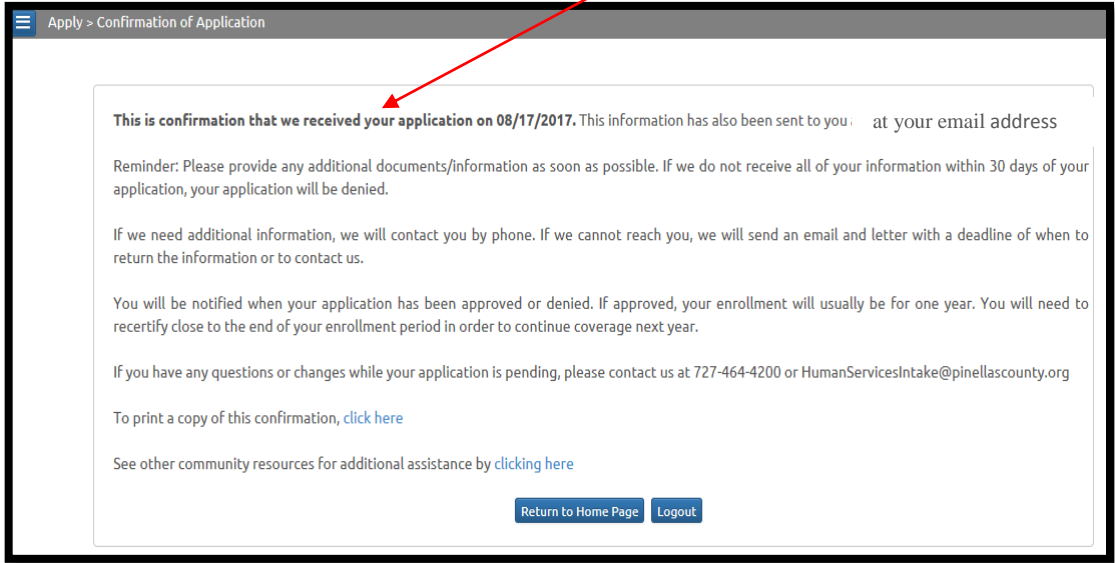 Apply > Confirmation of Application
This is confirmation that we received your application on 08/17/2017. This information has also been sent to you at your email address
Reminder: Please provide any additional documents/information as soon as possible. If we do not receive all of your information within 30 days of your
application, your application will be denied.
If we need additional information, we will contact you by phone. If we cannot reach you, we will send an email and letter with a deadline of when to
return the information or to contact us.
You will be notified when your application has been approved or denied. If approved, your enrollment will usually be for one year. You will need to
recertify close to the end of your enrollment period in order to continue coverage next year.
If you have any questions or changes while your application is pending, please contact us at 727-464-4200 or HumanServicesIntake@pinellascounty.org
To print a copy of this confirmation, click here
See other community resources for additional assistance by clicking here
Return to Home Page Logout